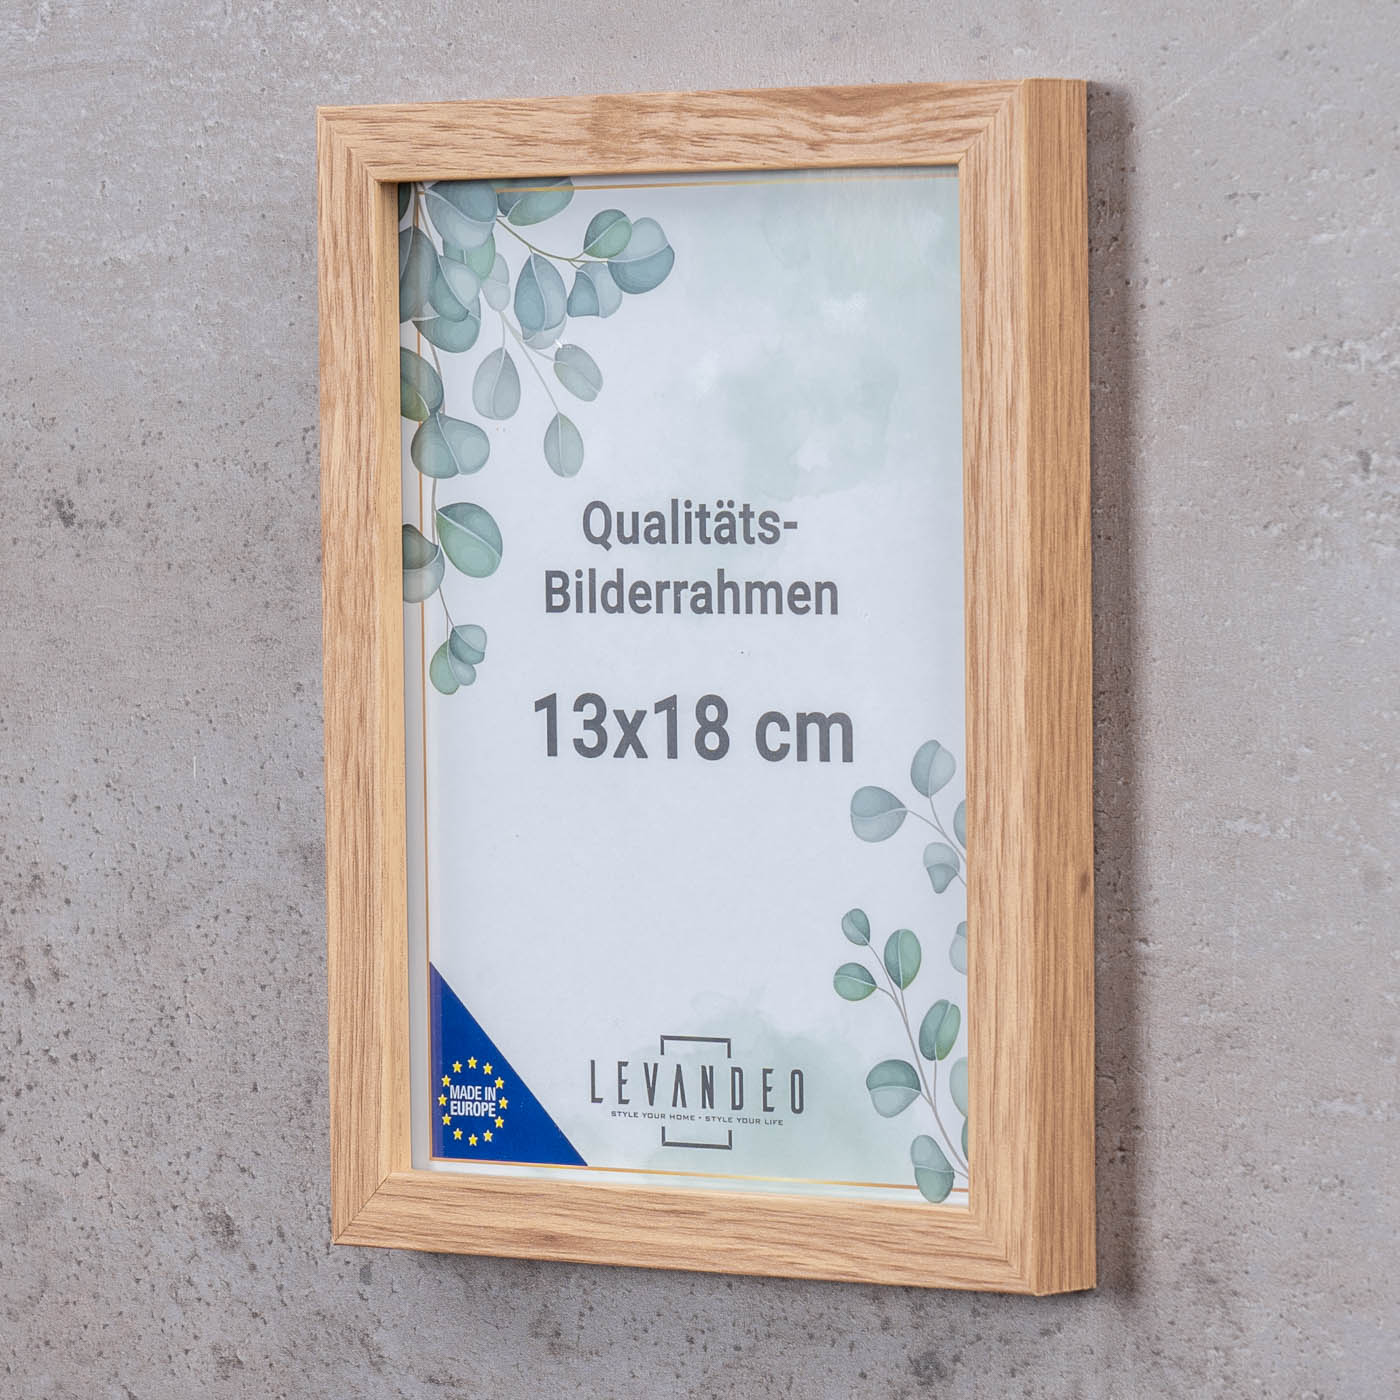 Qualitäts-
Bilderrahmen
13x18 cm
MADE IN
EUROPE
LEVANDEO
STYLE YOUR HOME • STYLE YOUR LIFE